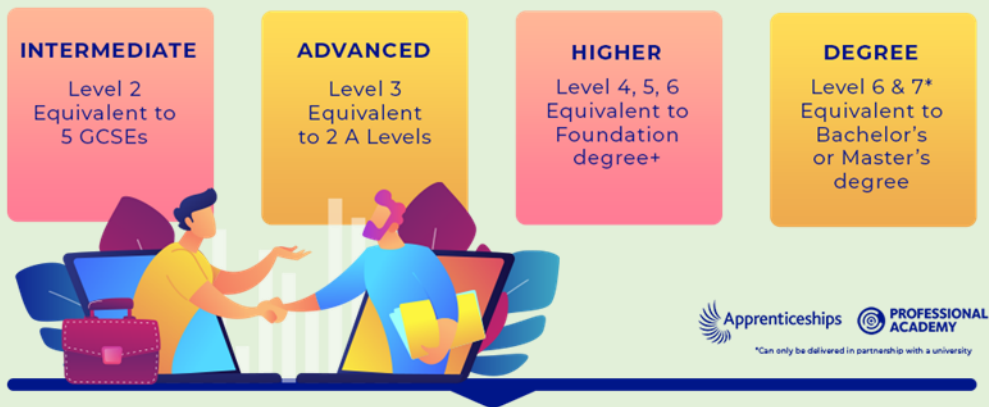 INTERMEDIATE
Level 2
Equivalent to
5 GCSEs
ADVANCED
Level 3
Equivalent
to 2 A Levels
HIGHER
Level 4, 5, 6
Equivalent to
Foundation
degree+
DEGREE
Level 6 & 7*
Equivalent to
Bachelor’s
or Master’s
degree
Apprenticeships
PROFESSIONAL
ACADEMY
*Can only be delivered in partnership with a university